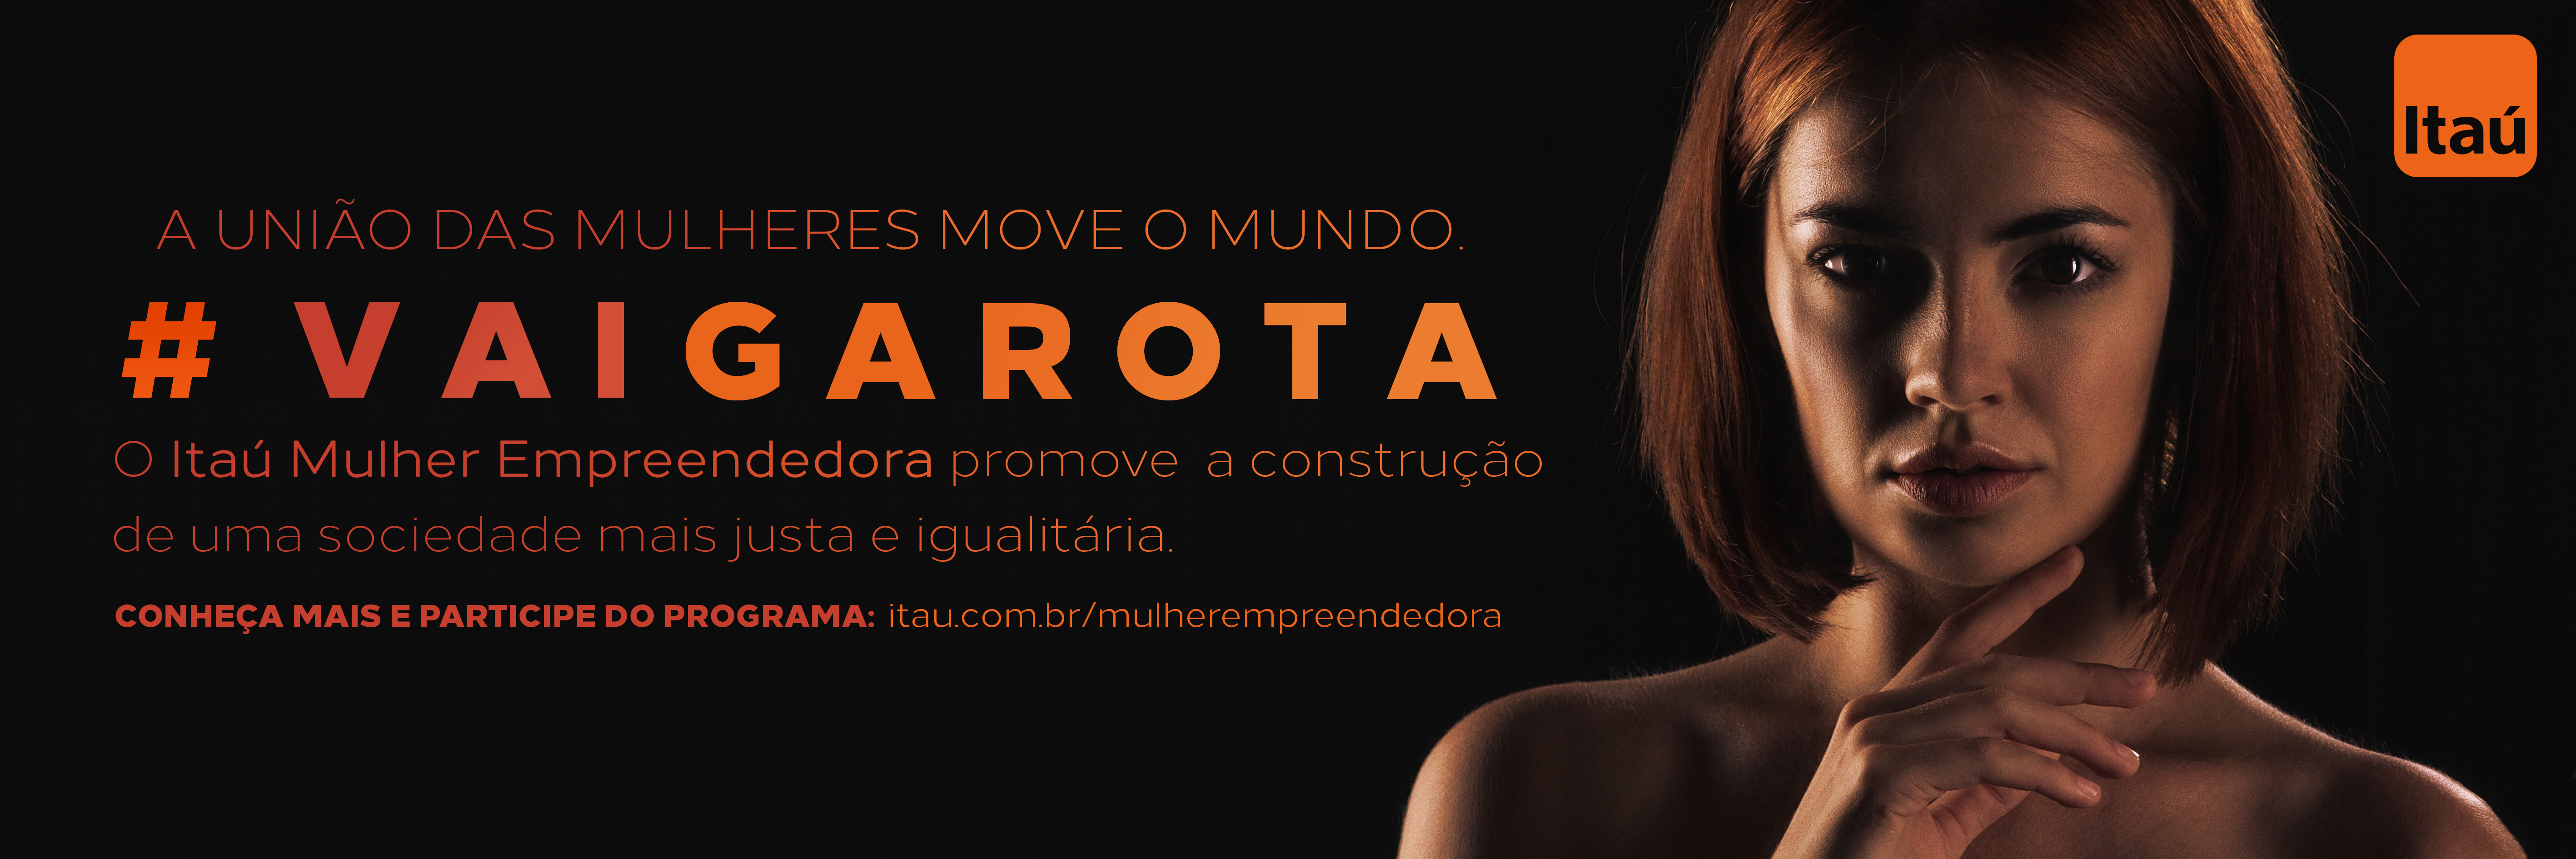 A UNIÃO DAS MULHERES MOVE O MUNDO.
# VAIGAROTA
O Itaú Mulher Empreendedora promove a construção
de uma sociedade mais justa e igualitária.
CONHEÇA MAIS E PARTICIPE DO PROGRAMA: itau.com.br/mulherempreendedora
Itaú